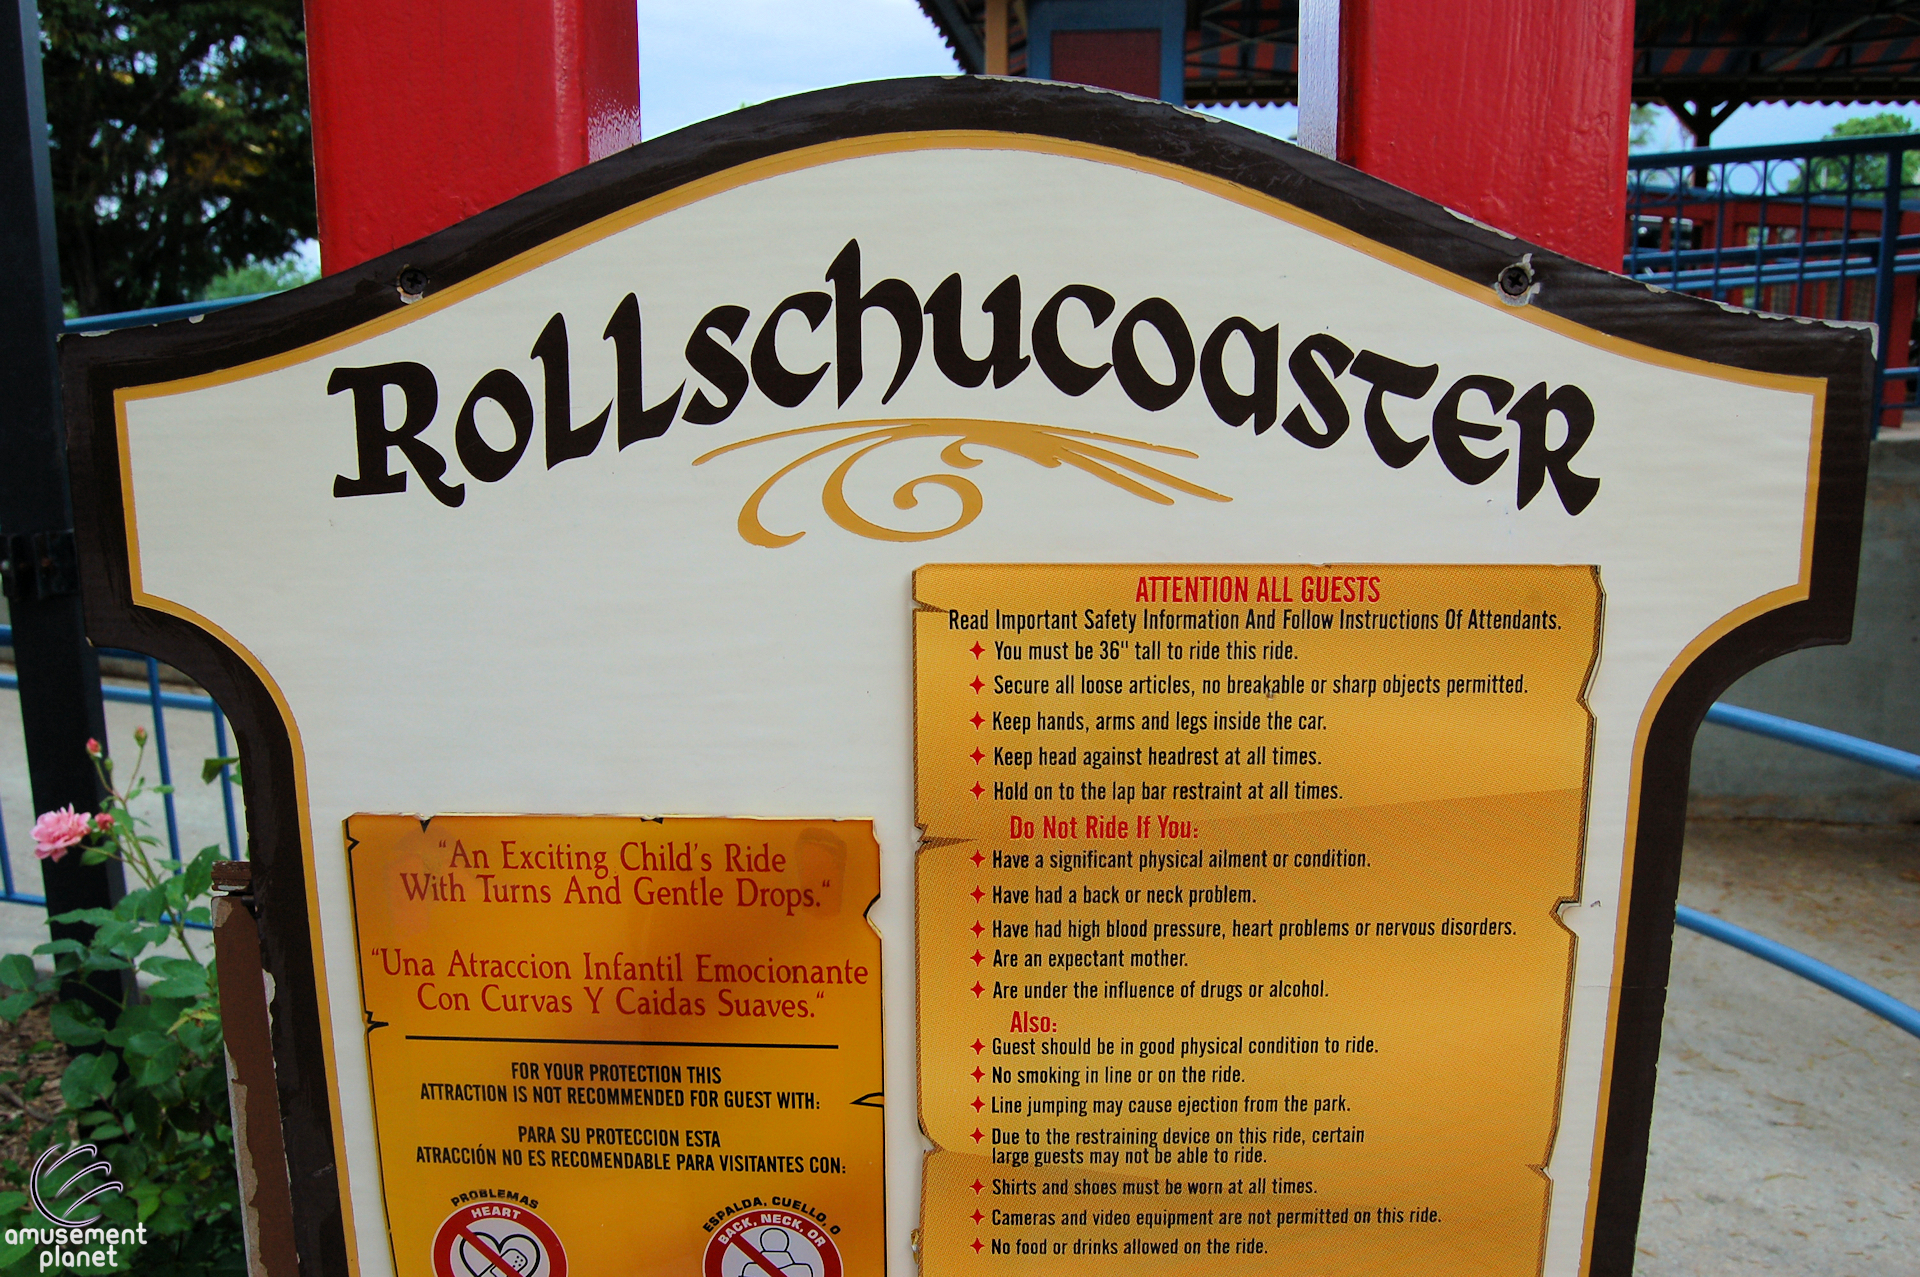 Rollschucoaster
"An Exciting Child's Ride
With Turns And Gentle Drops."
"Una Atraccion Infantil Emocionante
Con Curvas Y Caidas Suaves."
FOR YOUR PROTECTION THIS
ATTRACTION IS NOT RECOMMENDED FOR GUEST WITH:
PARA SU PROTECCION ESTA
ATRACCIÓN NO ES RECOMENDABLE PARA VISITANTES CON:
PROBLEMAS
HEART
ESPALDA, CUELLO, O
BACK, NECK, OR
ATTENTION ALL GUESTS
Read Important Safety Information And Follow Instructions Of Attendants.
You must be 36" tall to ride this ride.
Secure all loose articles, no breakable or sharp objects permitted.
Keep hands, arms and legs inside the car.
Keep head against headrest at all times.
Hold on to the lap bar restraint at all times.
Do Not Ride If You:
Have a significant physical ailment or condition.
Have had a back or neck problem.
Have had high blood pressure, heart problems or nervous disorders.
Are an expectant mother.
Are under the influence of drugs or alcohol.
Also:
Guest should be in good physical condition to ride.
No smoking in line or on the ride.
Line jumping may cause ejection from the park.
Due to the restraining device on this ride, certain
large guests may not be able to ride.
Shirts and shoes must be worn at all times.
Cameras and video equipment are not permitted on this ride.
No food or drinks allowed on the ride.
amusement
planet